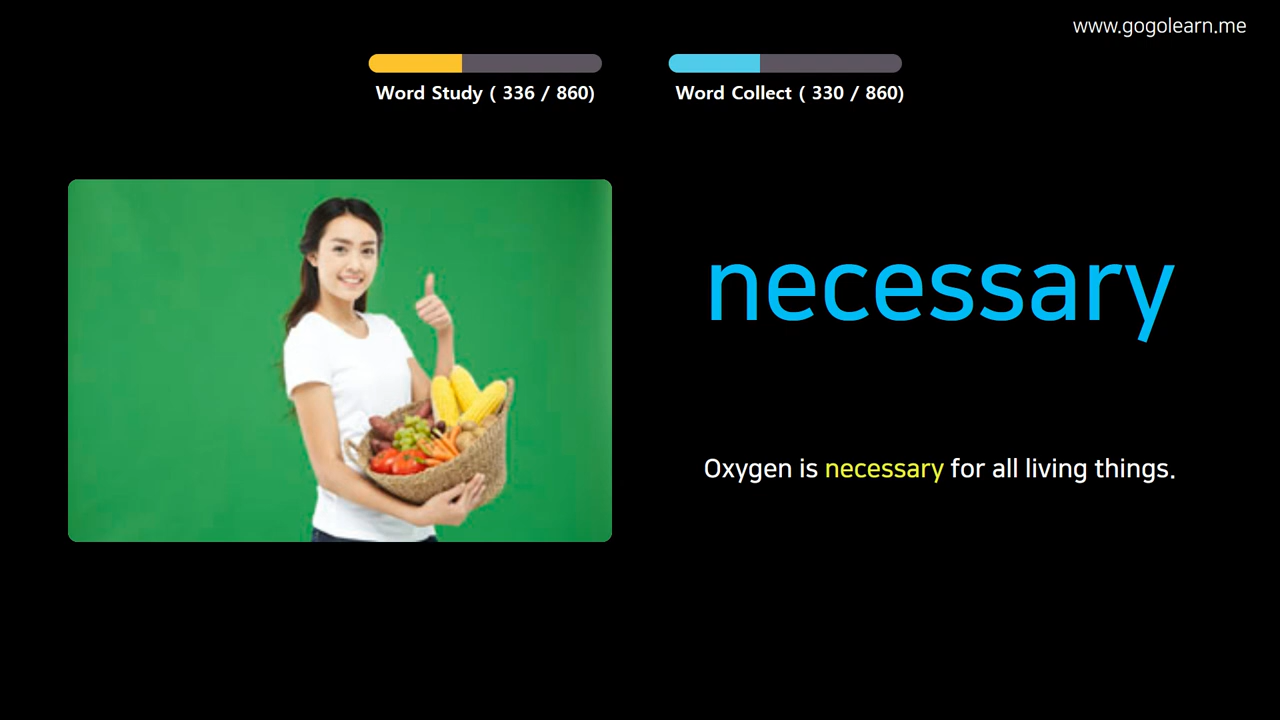 www.gogolearn.me
Word Study ( 336 / 860)
Word Collect ( 330 / 860)
necessary
Oxygen is necessary for all living things.